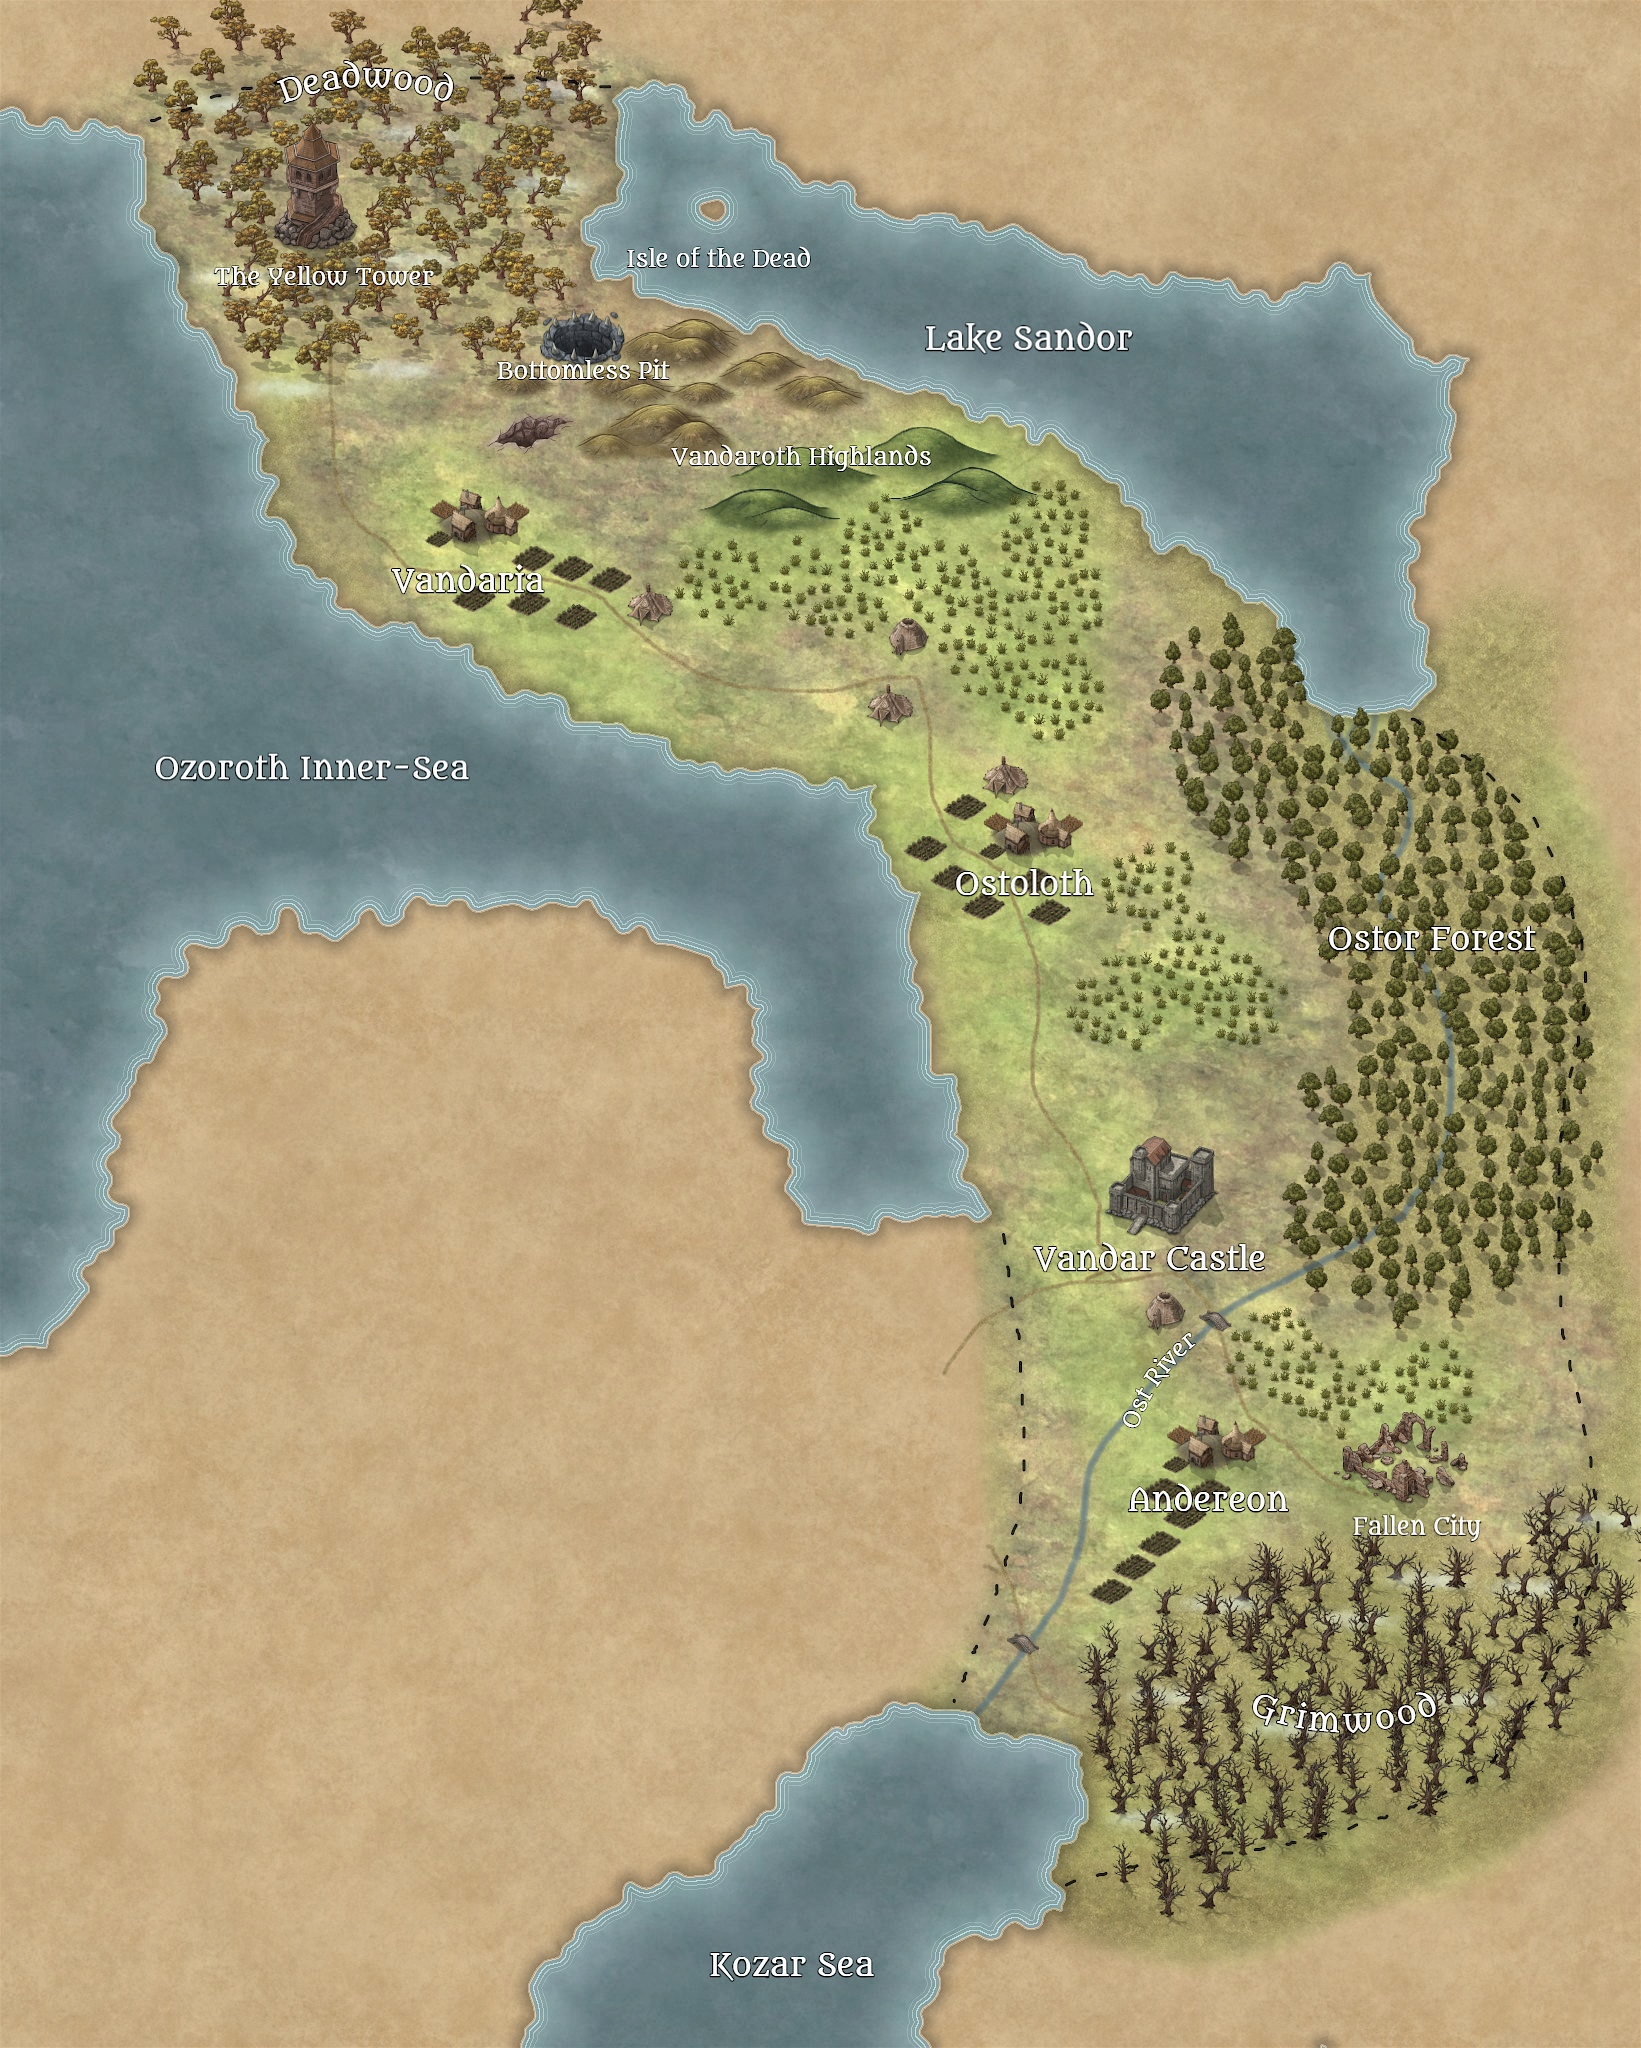 Deadwood
The Yellow Tower
Isle of the Dead
Lake Sandor
Bottomless Pit
Vandaroth Highlands
Vandaria
Ozoroth Inner-Sea
Ostoloth
Ostor Forest
Vandar Castle
Ost River
Andereon
Fallen City
Grimwood
Kozar Sea